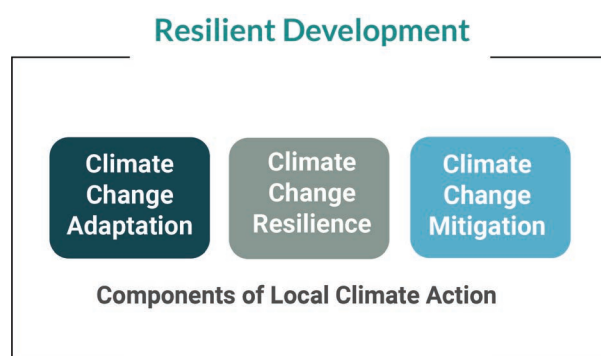 Resilient Development
Climate
Change
Adaptation
Climate
Change
Resilience
Climate
Change
Mitigation
Components of Local Climate Action